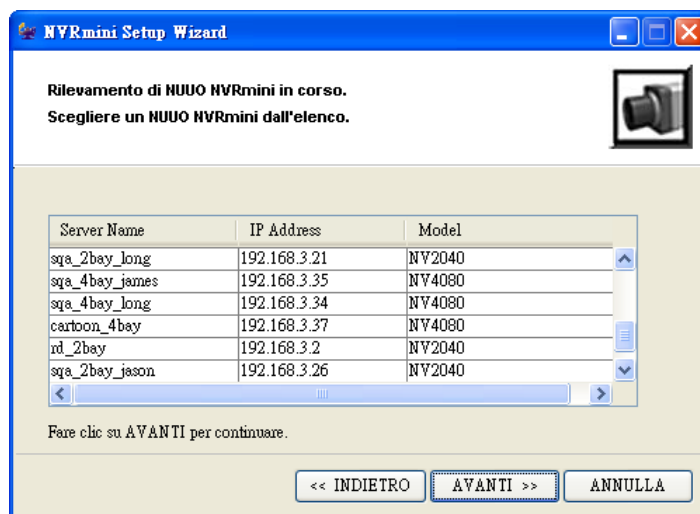 NVRmini Setup Wizard
Rilevamento di NUUO NVRmini in corso.
Scegliere un NUUO NVRmini dall'elenco.
Server Name IP Address Model
sqa_2bay_long 192.168.3.21 NV2040
sqa_4bay_james 192.168.3.35 NV4080
sqa_4bay_long 192.168.3.34 NV4080
cartoon_4bay 192.168.3.37 NV4080
rd_2bay 192.168.3.2 NV2040
sqa_2bay_jason 192.168.3.26 NV2040
Fare clic su AVANTI per continuare.
<< INDIETRO AVANTI >> ANNULLA